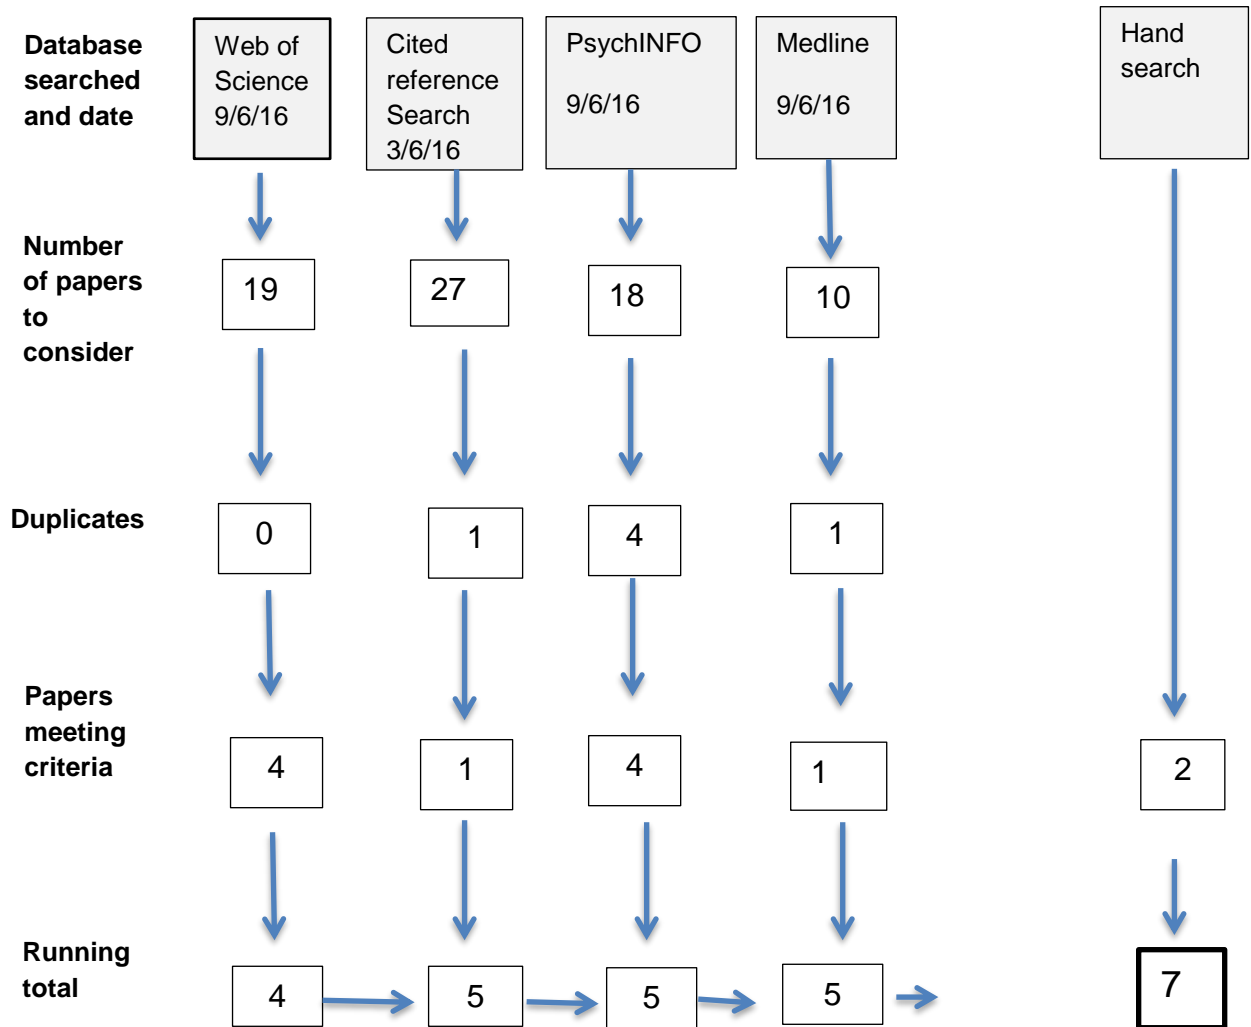 Database
searched
and date
Web of
Science
9/6/16
Cited
reference
Search
3/6/16
PsychINFO
9/6/16
Medline
9/6/16
Hand
search
Number
of papers
to
consider
19
27
18
10
Duplicates
0
1
4
1
Papers
meeting
criteria
4
1
4
1
2
Running
total
4
5
5
5
7